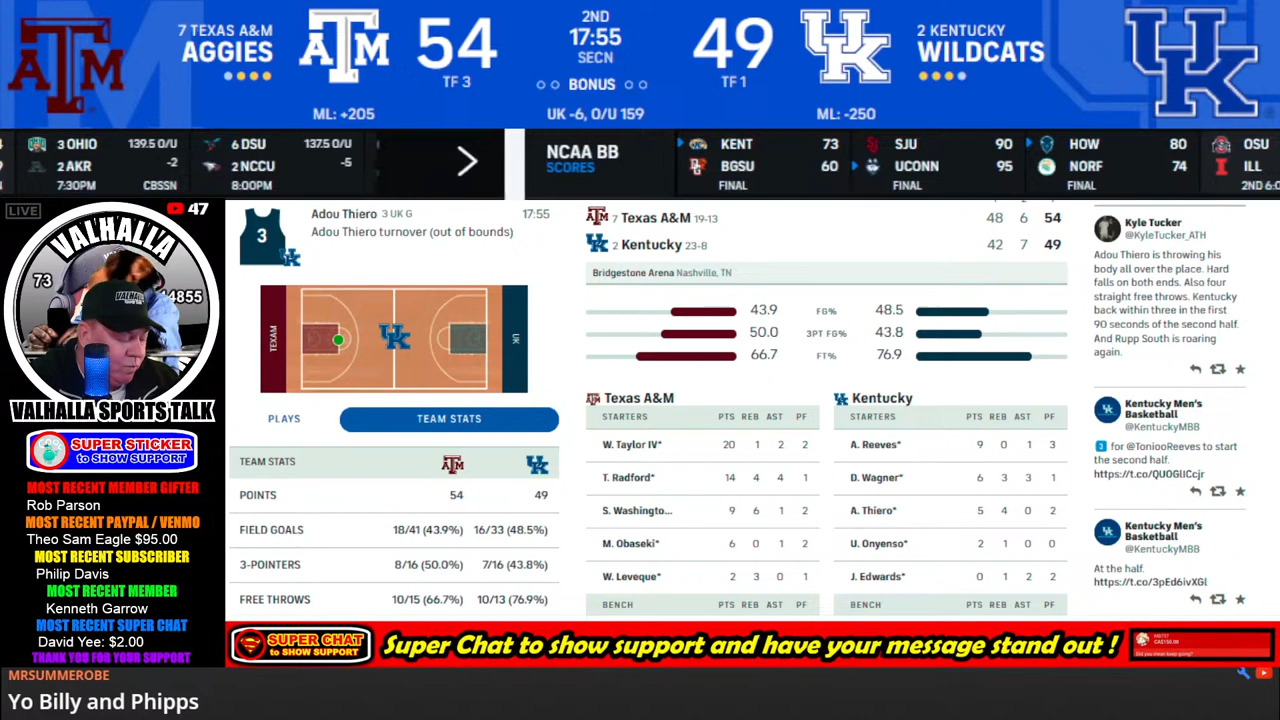 7 TEXAS A&M
AGGIES
ATM
54
TF 3
ML: +205
2ND
17:55
SECN
BONUS
UK -6, O/U 159
49
TF 1
ML: -250
UK
2 KENTUCKY
WILDCATS
3 OHIO 139.5 O/U
2 AKR -2
7:30PM CBSSN
6 DSU 137.5 O/U
2 NCCU -5
8:00PM
NCAA BB
SCORES
KENT 73
BGSU 60
FINAL
SJU 90
UCONN 95
FINAL
HOW 80
NORF 74
FINAL
OSU
ILL
LIVE
47
VALHALLA
73
VALHALLA SPORTS TALK
SUPER STICKER
to SHOW SUPPORT
MOST RECENT MEMBER GIFTER
Rob Parson
MOST RECENT PAYPAL / VENMO
Theo Sam Eagle $95.00
MOST RECENT SUBSCRIBER
Philip Davis
MOST RECENT MEMBER
Kenneth Garrow
MOST RECENT SUPER CHAT
David Yee: $2.00
THANK YOU FOR YOUR SUPPORT
3
Adou Thiero 3 UK G 17:55
Adou Thiero turnover (out of bounds)
TEXAM
UK
PLAYS
TEAM STATS
TEAM STATS
POINTS 54 49
FIELD GOALS 18/41 (43.9%) 16/33 (48.5%)
3-POINTERS 8/16 (50.0%) 7/16 (43.8%)
FREE THROWS 10/15 (66.7%) 10/13 (76.9%)
7 Texas A&M 19-13 48 6 54
2 Kentucky 23-8 42 7 49
Bridgestone Arena Nashville, TN
43.9 FG% 48.5
50.0 3PT FG% 43.8
66.7 FT% 76.9
Texas A&M
STARTERS PTS REB AST PF
W. Taylor IV* 20 1 2 2
T. Radford* 14 4 4 1
S. Washingto... 9 6 1 2
M. Obaseki* 6 0 1 2
W. Leveque* 2 3 0 1
BENCH PTS REB AST PF
Kentucky
STARTERS PTS REB AST PF
A. Reeves* 9 0 1 3
D. Wagner* 6 3 3 1
A. Thiero* 5 4 0 2
U. Onyenso* 2 1 0 0
J. Edwards* 0 1 2 2
BENCH PTS REB AST PF
Kyle Tucker
@KyleTucker_ATH
Adou Thiero is throwing his
body all over the place. Hard
falls on both ends. Also four
straight free throws. Kentucky
back within three in the first
90 seconds of the second half.
And Rupp South is roaring
again.
Kentucky Men's
Basketball
@KentuckyMBB
3 for @ToniooReeves to start
the second half.
Kentucky Men's
Basketball
@KentuckyMBB
At the half.
https://t.co/3pEd6ivXGl
SUPER CHAT
to SHOW SUPPORT
Super Chat to show support and have your message stand out !
MRSUMMEROBE
Yo Billy and Phipps